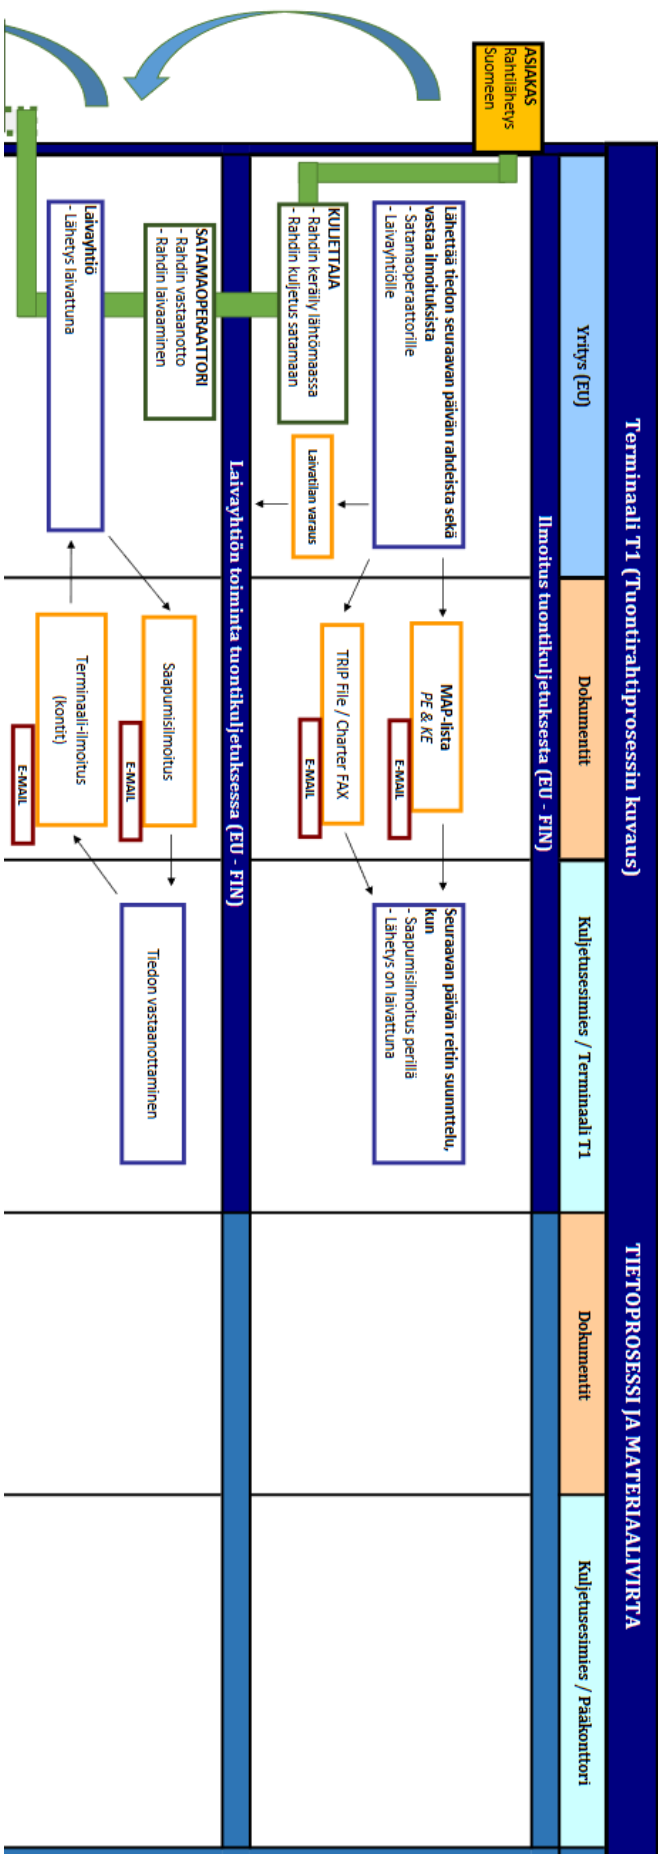 Terminaali T1 (Tuontirahtiprosessin kuvaus)
TIETOPROSESSI JA MATERIAALIVIRTA
Yritys (EU)
Dokumentit
Kuljetusesimies / Terminaali T1
Dokumentit
Kuljetusesimies / Pääkonttori
ASIAKAS
Rahtilähetys
Suomeen
Ilmoitus tuontikuljetuksesta (EU - FIN)
Lähettää tiedon seuraavan päivän rahdeista sekä
vastaa ilmoituksista
- Satamaoperaattorille
- Laivayhtiölle
MAP-lista
PE & KE
E-MAIL
Seuraavan päivän reitin suunnttelu,
kun
- Saapumisilmoitus perillä
- Lähetys on laivattuna
KULJETTAJA
- Rahdin keräily lähtömaassa
- Rahdin kuljetus satamaan
Laivatilan varaus
TRIP File / Charter FAX
E-MAIL
Laivayhtiön toiminta tuontikuljetuksessa (EU - FIN)
SATAMAOPERAATTORI
- Rahdin vastaanotto
- Rahdin laivaaminen
Saapumisilmoitus
E-MAIL
Tiedon vastaanottaminen
Laivayhtiö
- Lähetys laivattuna
Terminaali-ilmoitus
(kontit)
E-MAIL